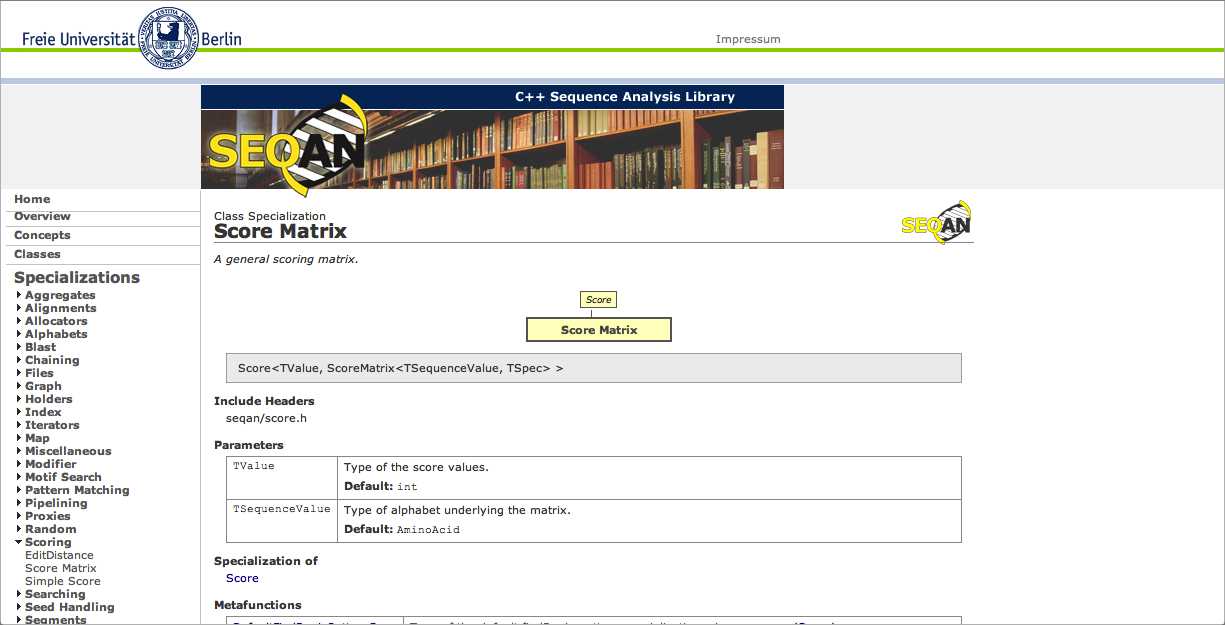 Freie Universität Berlin
Impressum
C++ Sequence Analysis Library
SEQAN
Home
Overview
Concepts
Classes
Specializations
Aggregates
Alignments
Allocators
Alphabets
Blast
Chaining
Files
Graph
Holders
Index
Iterators
Map
Miscellaneous
Modifier
Motif Search
Pattern Matching
Pipelining
Proxies
Random
Scoring
EditDistance
Score Matrix
Simple Score
Searching
Seed Handling
Segments
Class Specialization
Score Matrix
SEQAN
A general scoring matrix.
Score
Score Matrix
Score<TValue, ScoreMatrix<TSequenceValue, TSpec> >
Include Headers
seqan/score.h
Parameters
TValue
Type of the score values.
Default: int
TSequenceValue
Type of alphabet underlying the matrix.
Default: AminoAcid
Specialization of
Score
Metafunctions